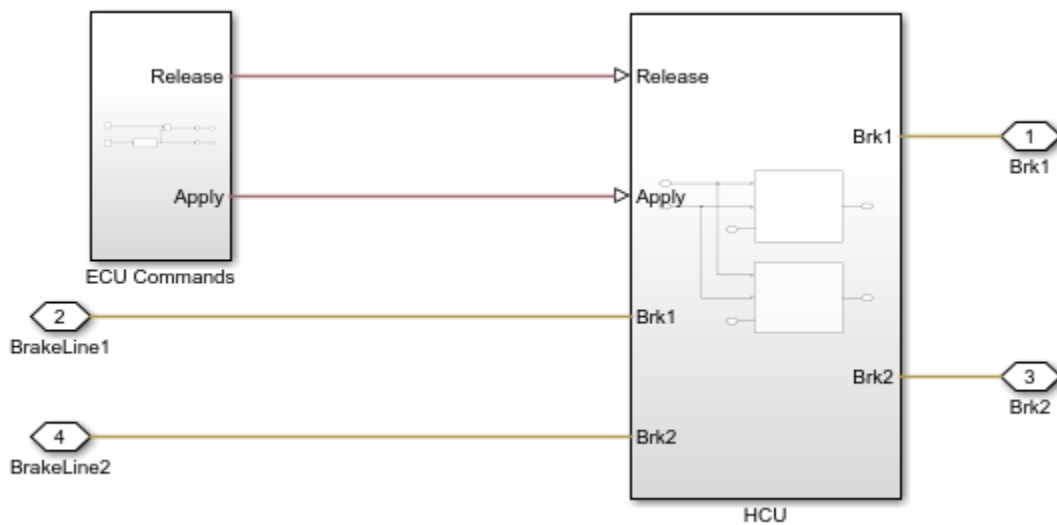 Release
Apply
ECU Commands
Release
Apply
Brk1
Brk2
Brk1
Brk2
HCU
2
BrakeLine1
4
BrakeLine2
1
Brk1
3
Brk2